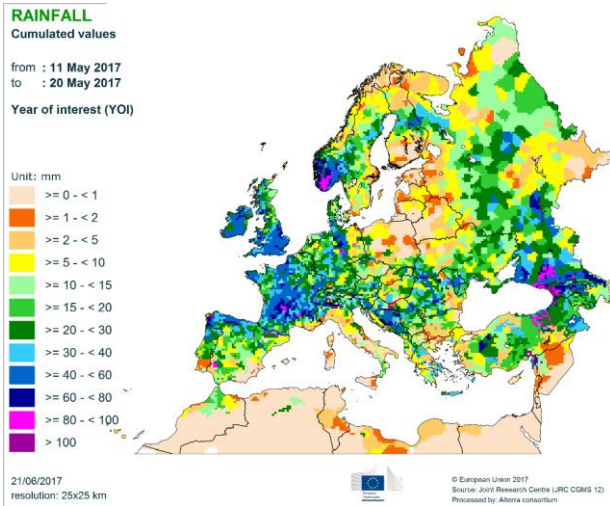 RAINFALL
Cumulated values
from : 11 May 2017
to : 20 May 2017
Year of interest (YOI)
Unit: mm
>= 0 - < 1
>= 1 - < 2
>= 2 - < 5
>= 5 - < 10
>= 10 - < 15
>= 15 - < 20
>= 20 - < 30
>= 30 - < 40
>= 40 - < 60
>= 60 - < 80
>= 80 - < 100
> 100
21/06/2017
resolution: 25x25 km
European
Commission
© European Union 2017
Source: Joint Research Centre (JRC CGMS 12)
Processed by: Alterra consortium